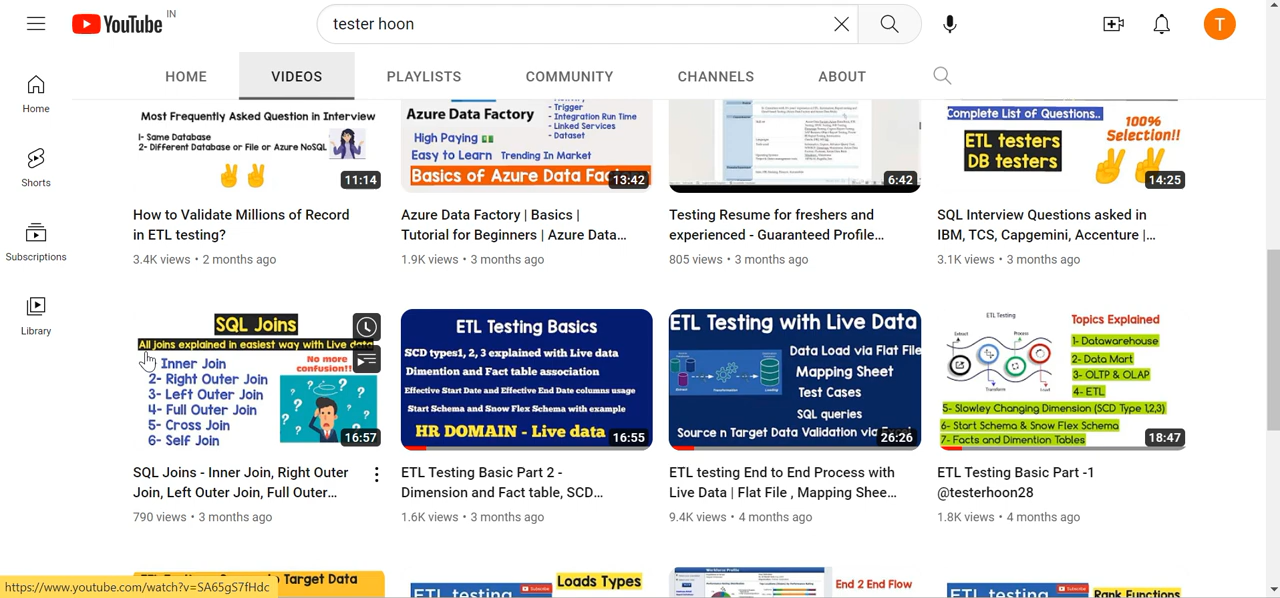 YouTube IN
tester hoon
T
HOME VIDEOS PLAYLISTS COMMUNITY CHANNELS ABOUT
Home
Shorts
Subscriptions
Library
Most Frequently Asked Question in Interview
1- Same Database
2- Different Database or File or Azure NoSQL
11:14
How to Validate Millions of Record
in ETL testing?
3.4K views • 2 months ago
Azure Data Factory
- Trigger
- Integration Run Time
- Linked Services
- Dataset
High Paying
Easy to Learn Trending In Market
Basics of Azure Data Fac
13:42
Azure Data Factory | Basics |
Tutorial for Beginners | Azure Data...
1.9K views • 3 months ago
6:42
Testing Resume for freshers and
experienced - Guaranteed Profile...
805 views • 3 months ago
Complete List of Questions..
ETL testers
DB testers
100%
Selection!!
14:25
SQL Interview Questions asked in
IBM, TCS, Capgemini, Accenture |...
3.1K views • 3 months ago
SQL Joins
All joins explained in easiest way with Live data
Inner Join
2- Right Outer Join
3- Left Outer Join
4- Full Outer Join
5- Cross Join
6- Self Join
No more
confusion!!
16:57
SQL Joins - Inner Join, Right Outer
Join, Left Outer Join, Full Outer...
790 views • 3 months ago
ETL Testing Basics
SCD types1, 2, 3 explained with Live data
Dimention and Fact table association
Effective Start Date and Effective End Date columns usage
Start Schema and Snow Flex Schema with example
HR DOMAIN - Live data
16:55
ETL Testing Basic Part 2 -
Dimension and Fact table, SCD...
1.6K views • 3 months ago
ETL Testing with Live Data
Data Load via Flat File
Mapping Sheet
Test Cases
SQL queries
Source n Target Data Validation via
26:26
ETL testing End to End Process with
Live Data | Flat File , Mapping Shee...
9.4K views • 4 months ago
ETL Testing
Extract
Process
Transform
Load
Topics Explained
1- Datawarehouse
2- Data Mart
3- OLTP & OLAP
4- ETL
5- Slowley Changing Dimension (SCD Type 1,2,3)
6- Start Schema & Snow Flex Schema
7- Facts and Dimention Tables
18:47
ETL Testing Basic Part -1
@testerhoon28
1.8K views • 4 months ago
to Target Data
ETL Testing
Subscribe
Loads Types
End 2 End Flow
ETL Testing
Subscribe
Rank Functions
https://www.youtube.com/watch?v=SA65gS7fHdc